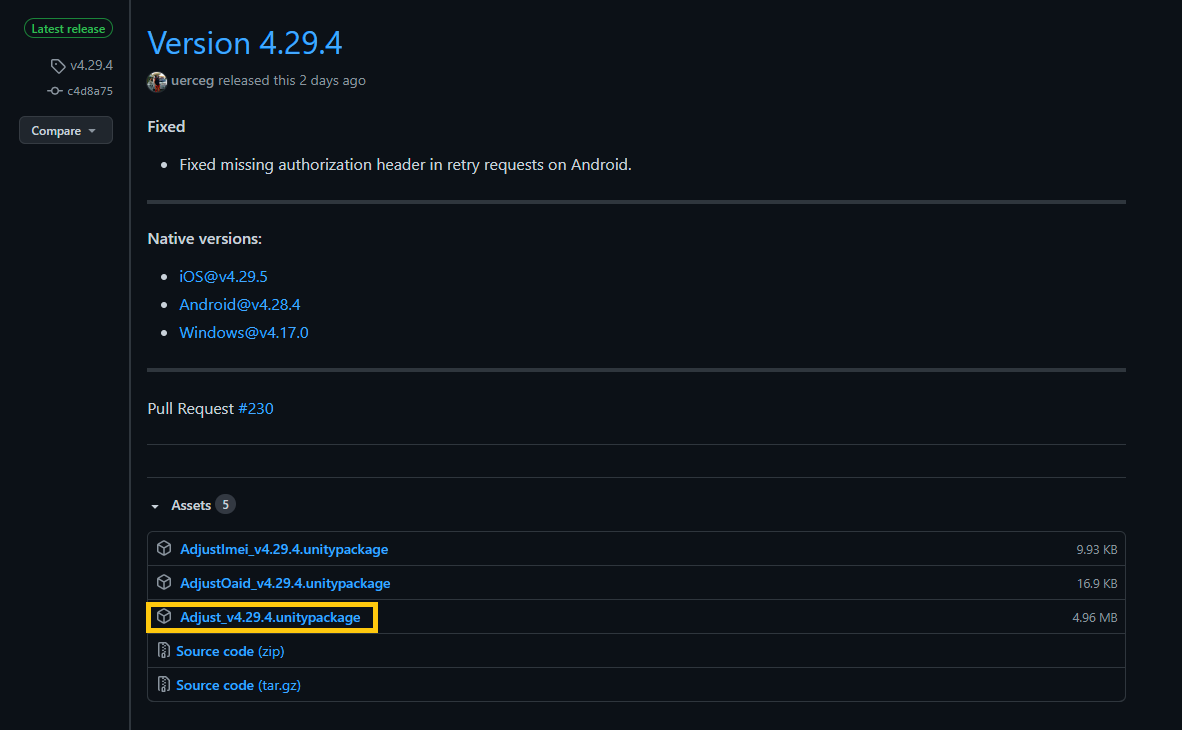 Latest release
v4.29.4
c4d8a75
Compare
Version 4.29.4
uerceg released this 2 days ago
Fixed
Fixed missing authorization header in retry requests on Android.
Native versions:
iOS@v4.29.5
Android@v4.28.4
Windows@v4.17.0
Pull Request #230
Assets 5
AdjustImei_v4.29.4.unitypackage 9.93 KB
AdjustOaid_v4.29.4.unitypackage 16.9 KB
Adjust_v4.29.4.unitypackage 4.96 MB
Source code (zip)
Source code (tar.gz)